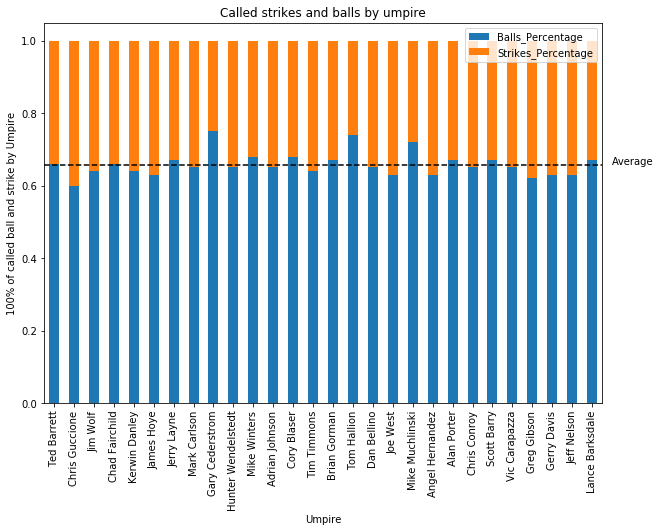 Called strikes and balls by umpire
Balls_Percentage
Strikes_Percentage
1.0
0.8
0.6
0.4
0.2
0.0
100% of called ball and strike by Umpire
Average
Ted Barrett
Chris Guccione
Jim Wolf
Chad Fairchild
Kerwin Danley
James Hoye
Jerry Layne
Mark Carlson
Gary Cederstrom
Hunter Wendelstedt
Mike Winters
Adrian Johnson
Cory Blaser
Tim Timmons
Brian Gorman
Tom Hallion
Dan Bellino
Joe West
Mike Muchlinski
Angel Hernandez
Alan Porter
Chris Conroy
Scott Barry
Vic Carapazza
Greg Gibson
Gerry Davis
Jeff Nelson
Lance Barksdale
Umpire